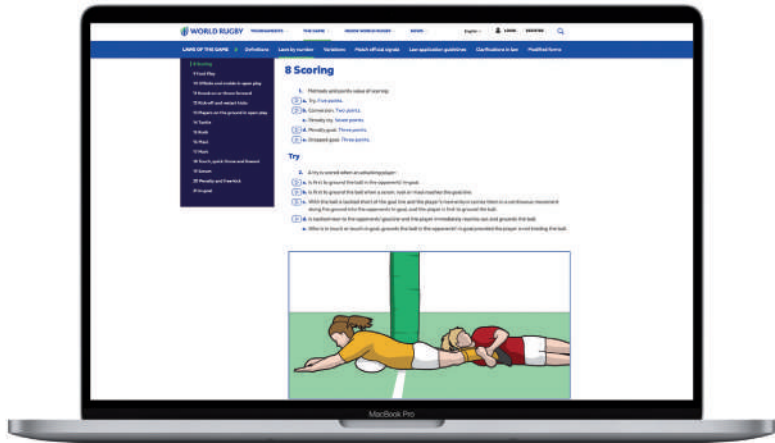 WORLD RUGBY TOURNAMENTS THE GAME INSIDE WORLD RUGBY NEWS English LOGIN REGISTER
LAWS OF THE GAME Definitions Laws by number Variations Match official signals Law application guidelines Clarifications in law Modified forms
8 Scoring
9 Foul Play
10 Offside and onside in open play
11 Knock-on or throw forward
12 Kick-off and restart kicks
13 Players on the ground in open play
14 Tackle
15 Ruck
16 Maul
17 Mark
18 Touch, quick throw and lineout
19 Scrum
20 Penalty and free-kick
21 In-goal
8 Scoring
1. Methods and points value of scoring:
a. Try. Five points.
b. Conversion. Two points.
c. Penalty try. Seven points.
d. Penalty goal. Three points.
e. Dropped goal. Three points.
Try
2. A try is scored when an attacking player:
a. Is first to ground the ball in the opponents' in-goal.
b. Is first to ground the ball when a scrum, ruck or maul reaches the goal line.
c. With the ball is tackled short of the goal line and the player's momentum carries them in a continuous movement
along the ground into the opponents' in-goal, and the player is first to ground the ball.
d. Is tackled near to the opponents' goal line and the player immediately reaches out and grounds the ball.
e. Who is in touch or touch-in-goal, grounds the ball in the opponents' in-goal provided the player is not holding the ball.
MacBook Pro